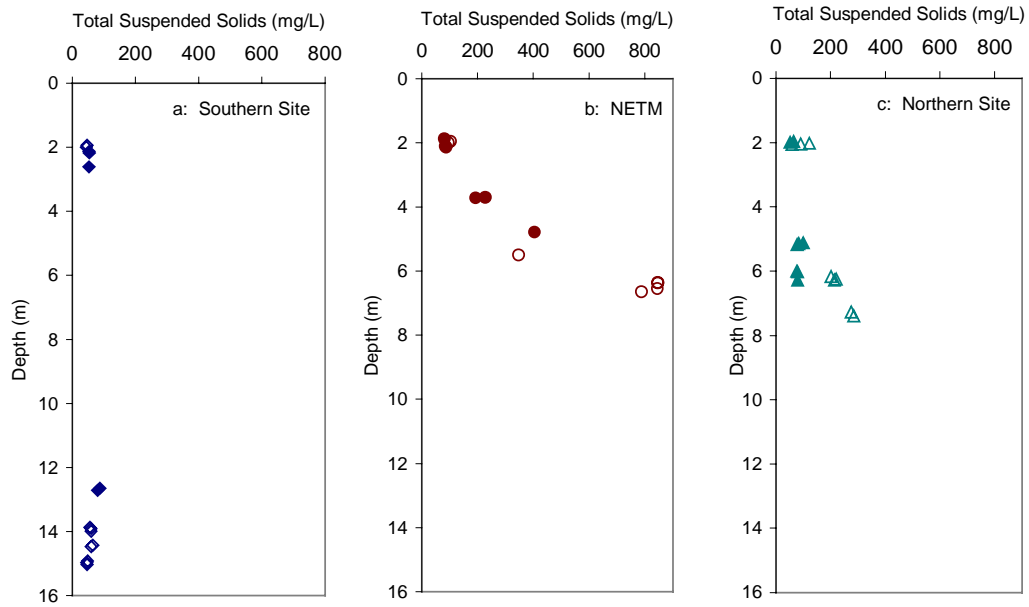 Total Suspended Solids (mg/L)
0 200 400 600 800
0
2
4
6
8
10
12
14
16
Depth (m)
a: Southern Site
Total Suspended Solids (mg/L)
0 200 400 600 800
0
2
4
6
8
10
12
14
16
Depth (m)
b: NETM
Total Suspended Solids (mg/L)
0 200 400 600 800
0
2
4
6
8
10
12
14
16
Depth (m)
c: Northern Site